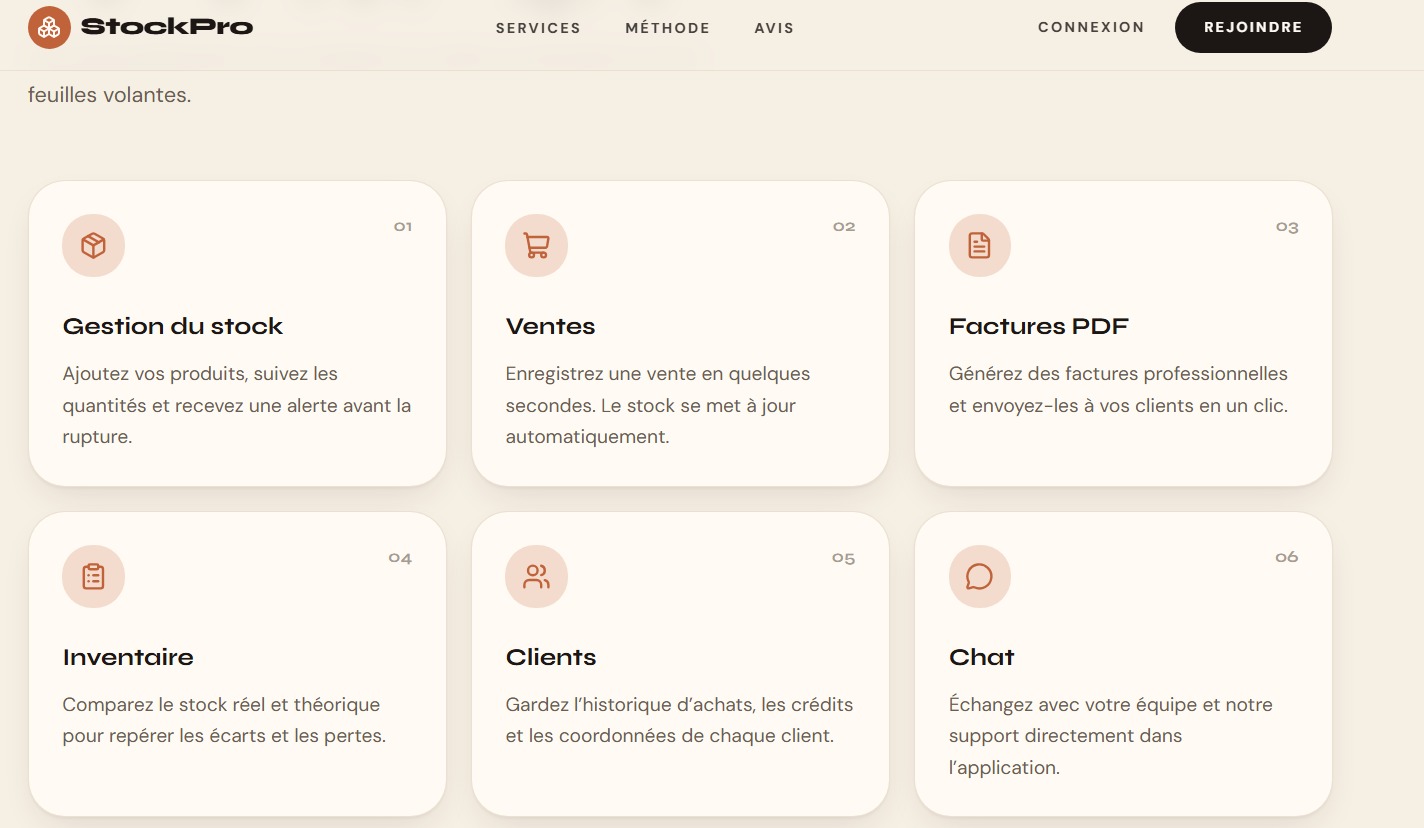 StockPro
SERVICES
MÉTHODE
AVIS
CONNEXION
REJOINDRE
feuilles volantes.
01
Gestion du stock
Ajoutez vos produits, suivez les
quantités et recevez une alerte avant la
rupture.
02
Ventes
Enregistrez une vente en quelques
secondes. Le stock se met à jour
automatiquement.
03
Factures PDF
Générez des factures professionnelles
et envoyez-les à vos clients en un clic.
04
Inventaire
Comparez le stock réel et théorique
pour repérer les écarts et les pertes.
05
Clients
Gardez l’historique d’achats, les crédits
et les coordonnées de chaque client.
06
Chat
Échangez avec votre équipe et notre
support directement dans
l’application.